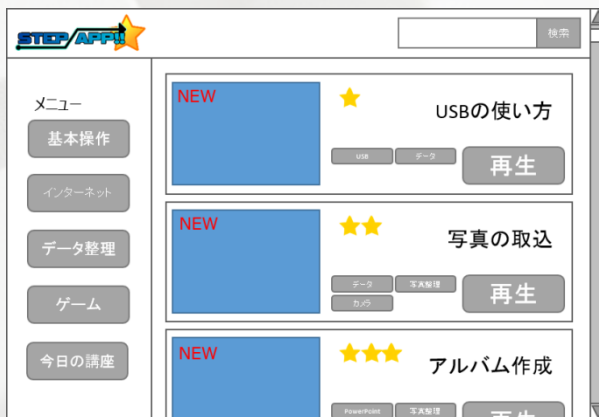 STEP/APP!!
検索
メニュー
基本操作
インターネット
データ整理
ゲーム
今日の講座
NEW
USBの使い方
USB
データ
再生
NEW
写真の取込
データ
写真整理
カメラ
再生
NEW
アルバム作成
PowerPoint
写真整理
再生